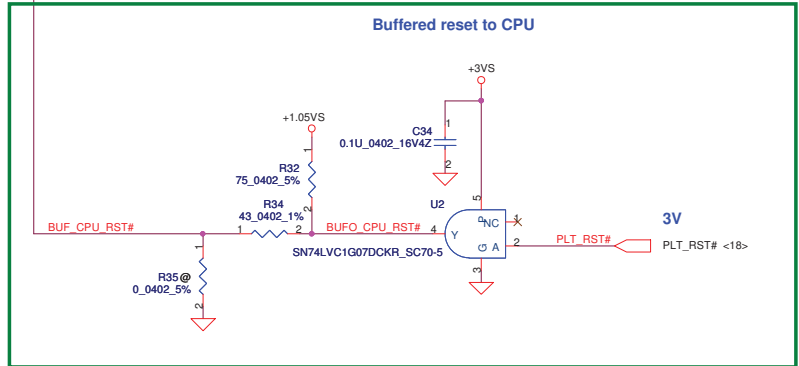 Buffered reset to CPU
+3VS
+1.05VS
1
C34
0.1U_0402_16V4Z
2
1
R32
75_0402_5%
2
R34
43_0402_1%
U2
5
P
NC
1
3V
BUF_CPU_RST#
1
2
BUFO_CPU_RST#
4
Y
G
A
2
PLT_RST#
PLT_RST# <18>
SN74LVC1G07DCKR_SC70-5
3
1
R35@
0_0402_5%
2